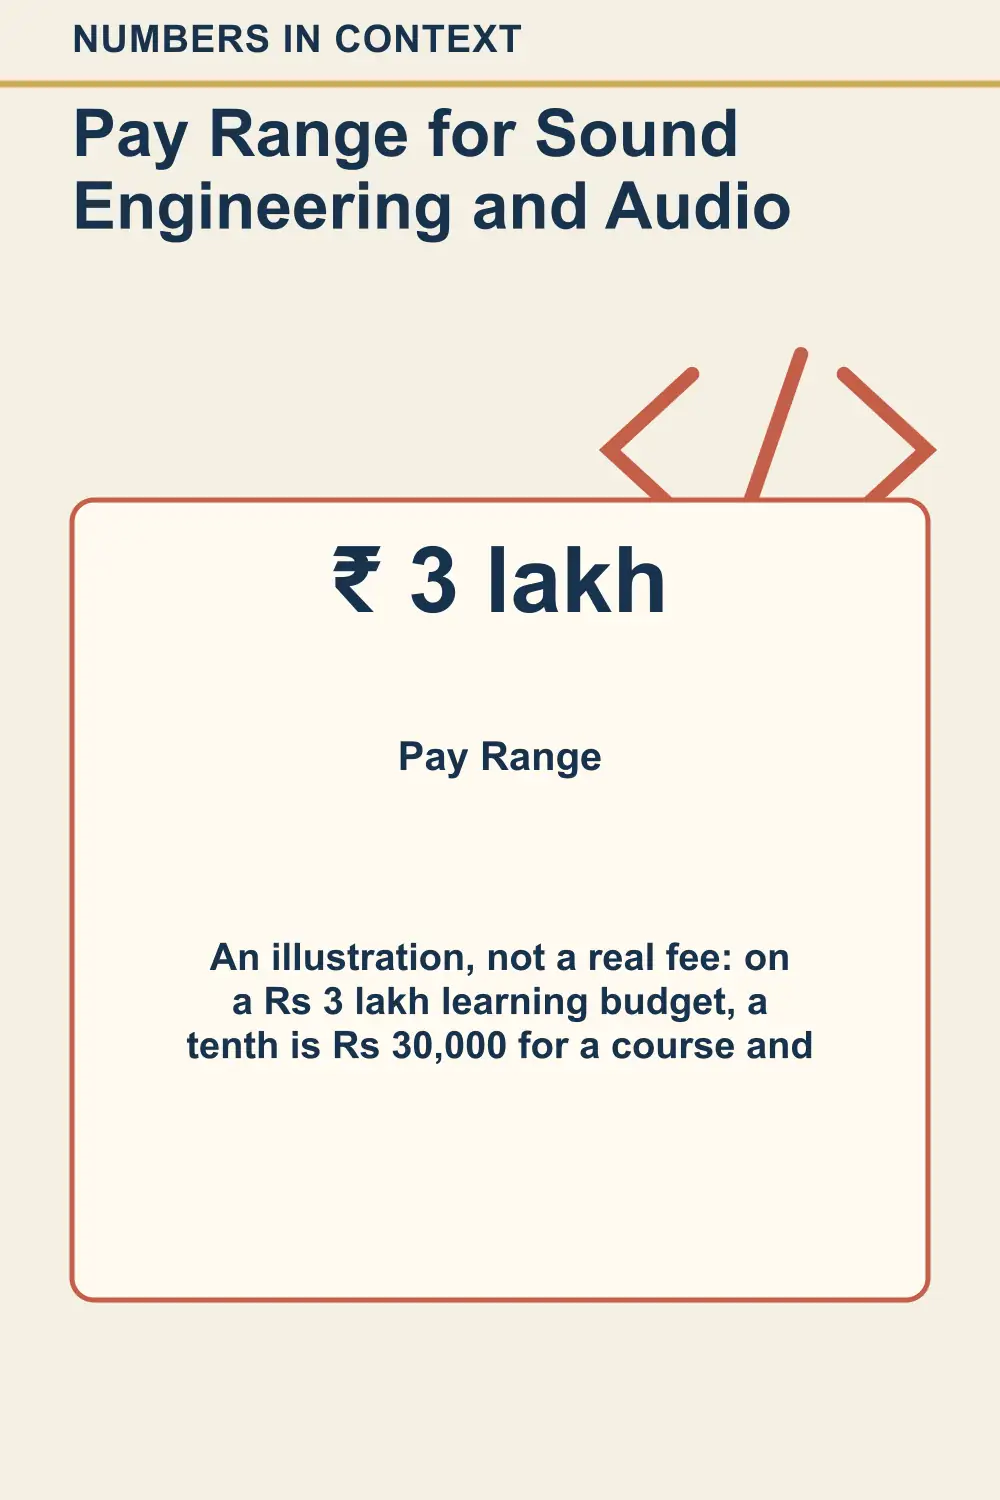 NUMBERS IN CONTEXT
Pay Range for Sound
Engineering and Audio
₹ 3 lakh
Pay Range
An illustration, not a real fee: on
a Rs 3 lakh learning budget, a
tenth is Rs 30,000 for a course and